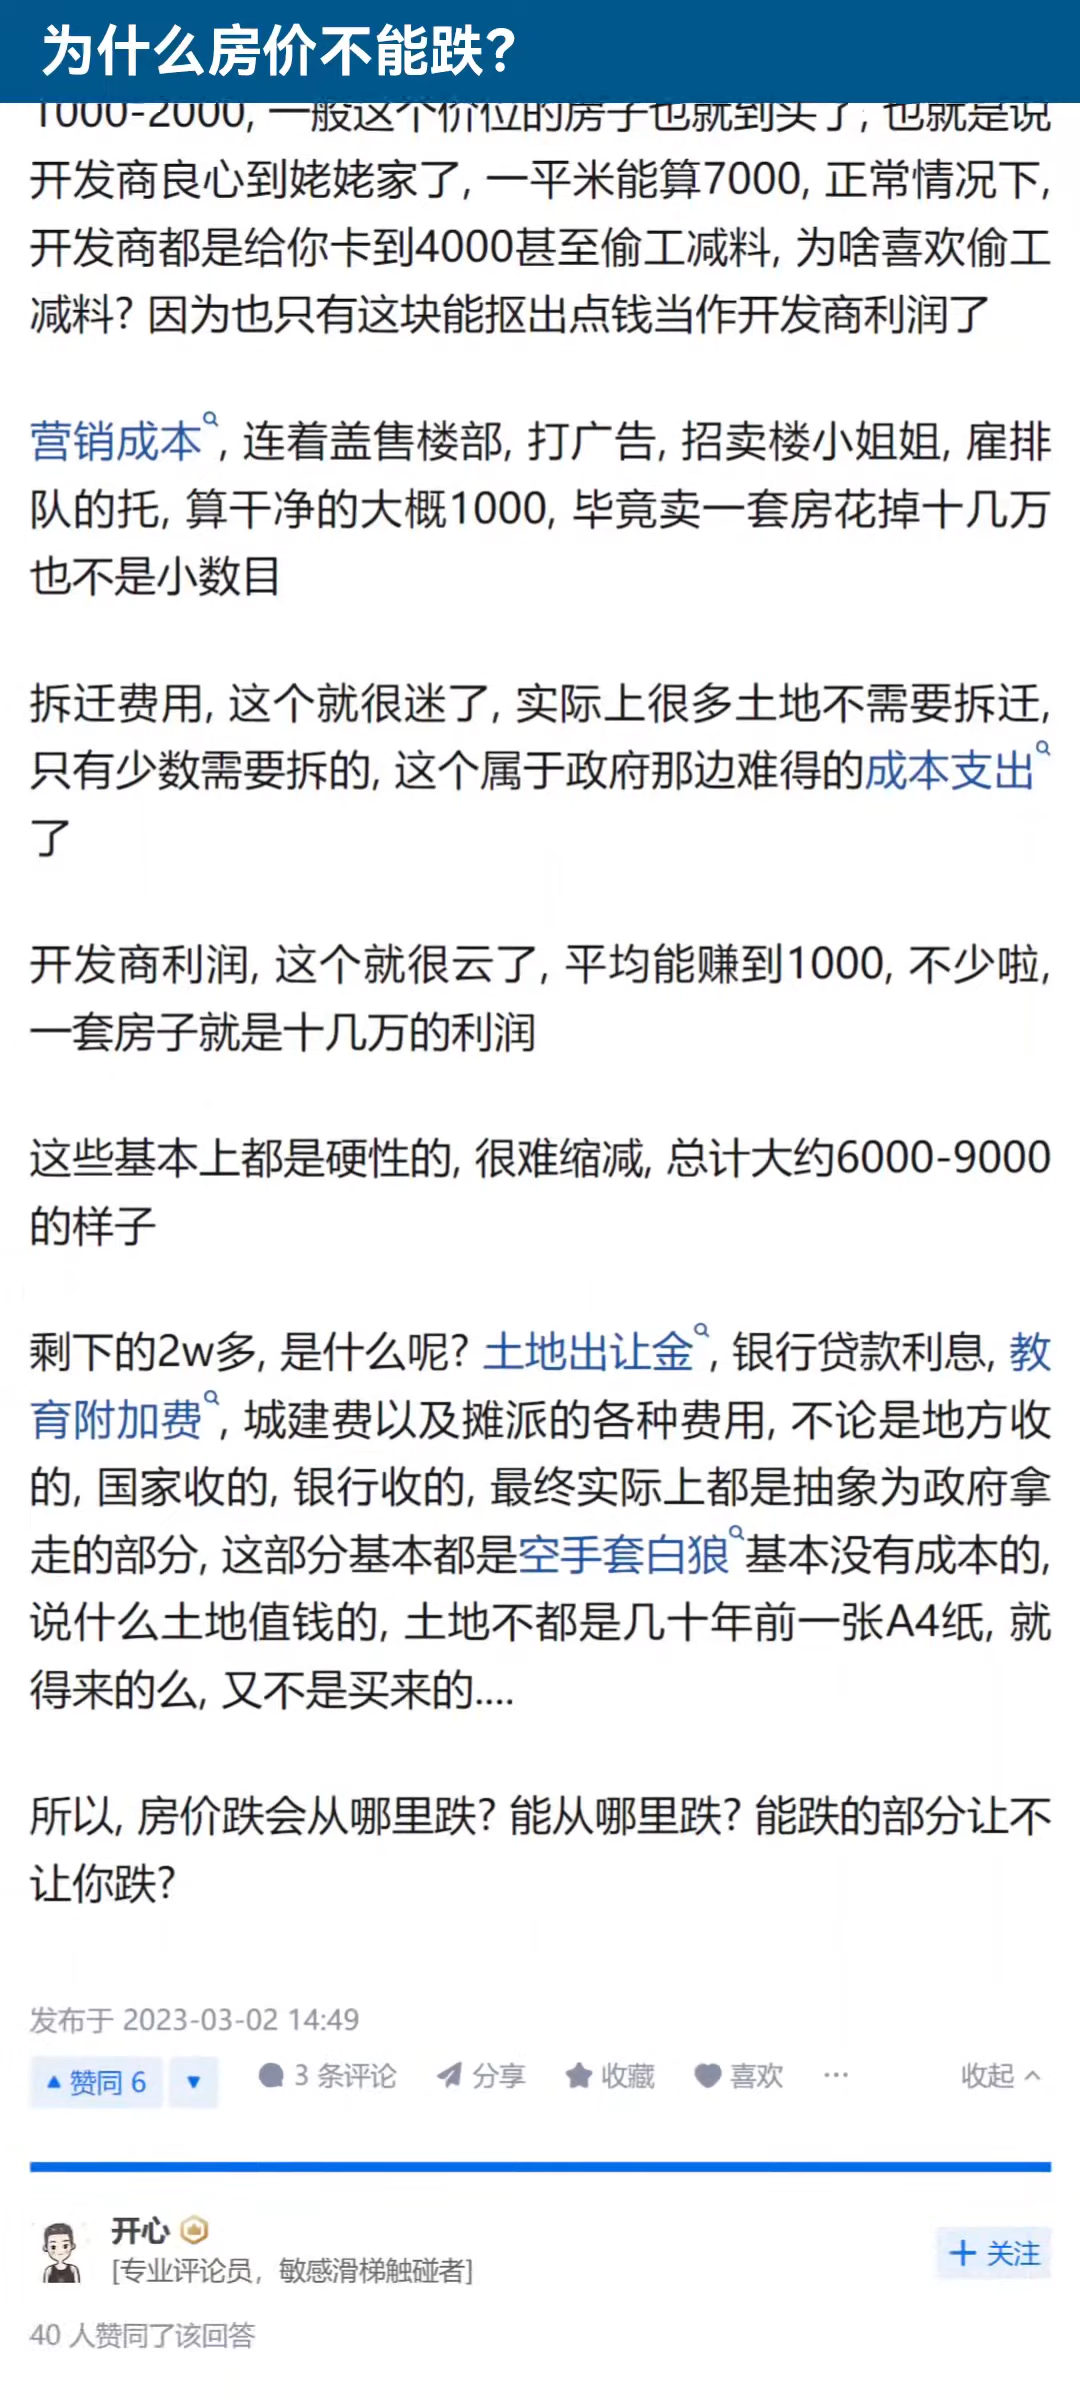 为什么房价不能跌?
1000-2000, 一般这个价位的房子也就到头了, 也就是说
开发商良心到姥姥家了, 一平米能算7000, 正常情况下,
开发商都是给你卡到4000甚至偷工减料, 为啥喜欢偷工
减料? 因为也只有这块能抠出点钱当作开发商利润了
营销成本, 连着盖售楼部, 打广告, 招卖楼小姐姐, 雇排
队的托, 算干净的大概1000, 毕竟卖一套房花掉十几万
也不是小数目
拆迁费用, 这个就很迷了, 实际上很多土地不需要拆迁,
只有少数需要拆的, 这个属于政府那边难得的成本支出
了
开发商利润, 这个就很云了, 平均能赚到1000, 不少啦,
一套房子就是十几万的利润
这些基本上都是硬性的, 很难缩减, 总计大约6000-9000
的样子
剩下的2w多, 是什么呢? 土地出让金, 银行贷款利息, 教
育附加费, 城建费以及摊派的各种费用, 不论是地方收
的, 国家收的, 银行收的, 最终实际上都是抽象为政府拿
走的部分, 这部分基本都是空手套白狼基本没有成本的,
说什么土地值钱的, 土地不都是几十年前一张A4纸, 就
得来的么, 又不是买来的....
所以, 房价跌会从哪里跌? 能从哪里跌? 能跌的部分让不
让你跌?
发布于 2023-03-02 14:49
赞同 6 3 条评论 分享 收藏 喜欢 ··· 收起
开心
[专业评论员，敏感滑梯触碰者]
+ 关注
40 人赞同了该回答